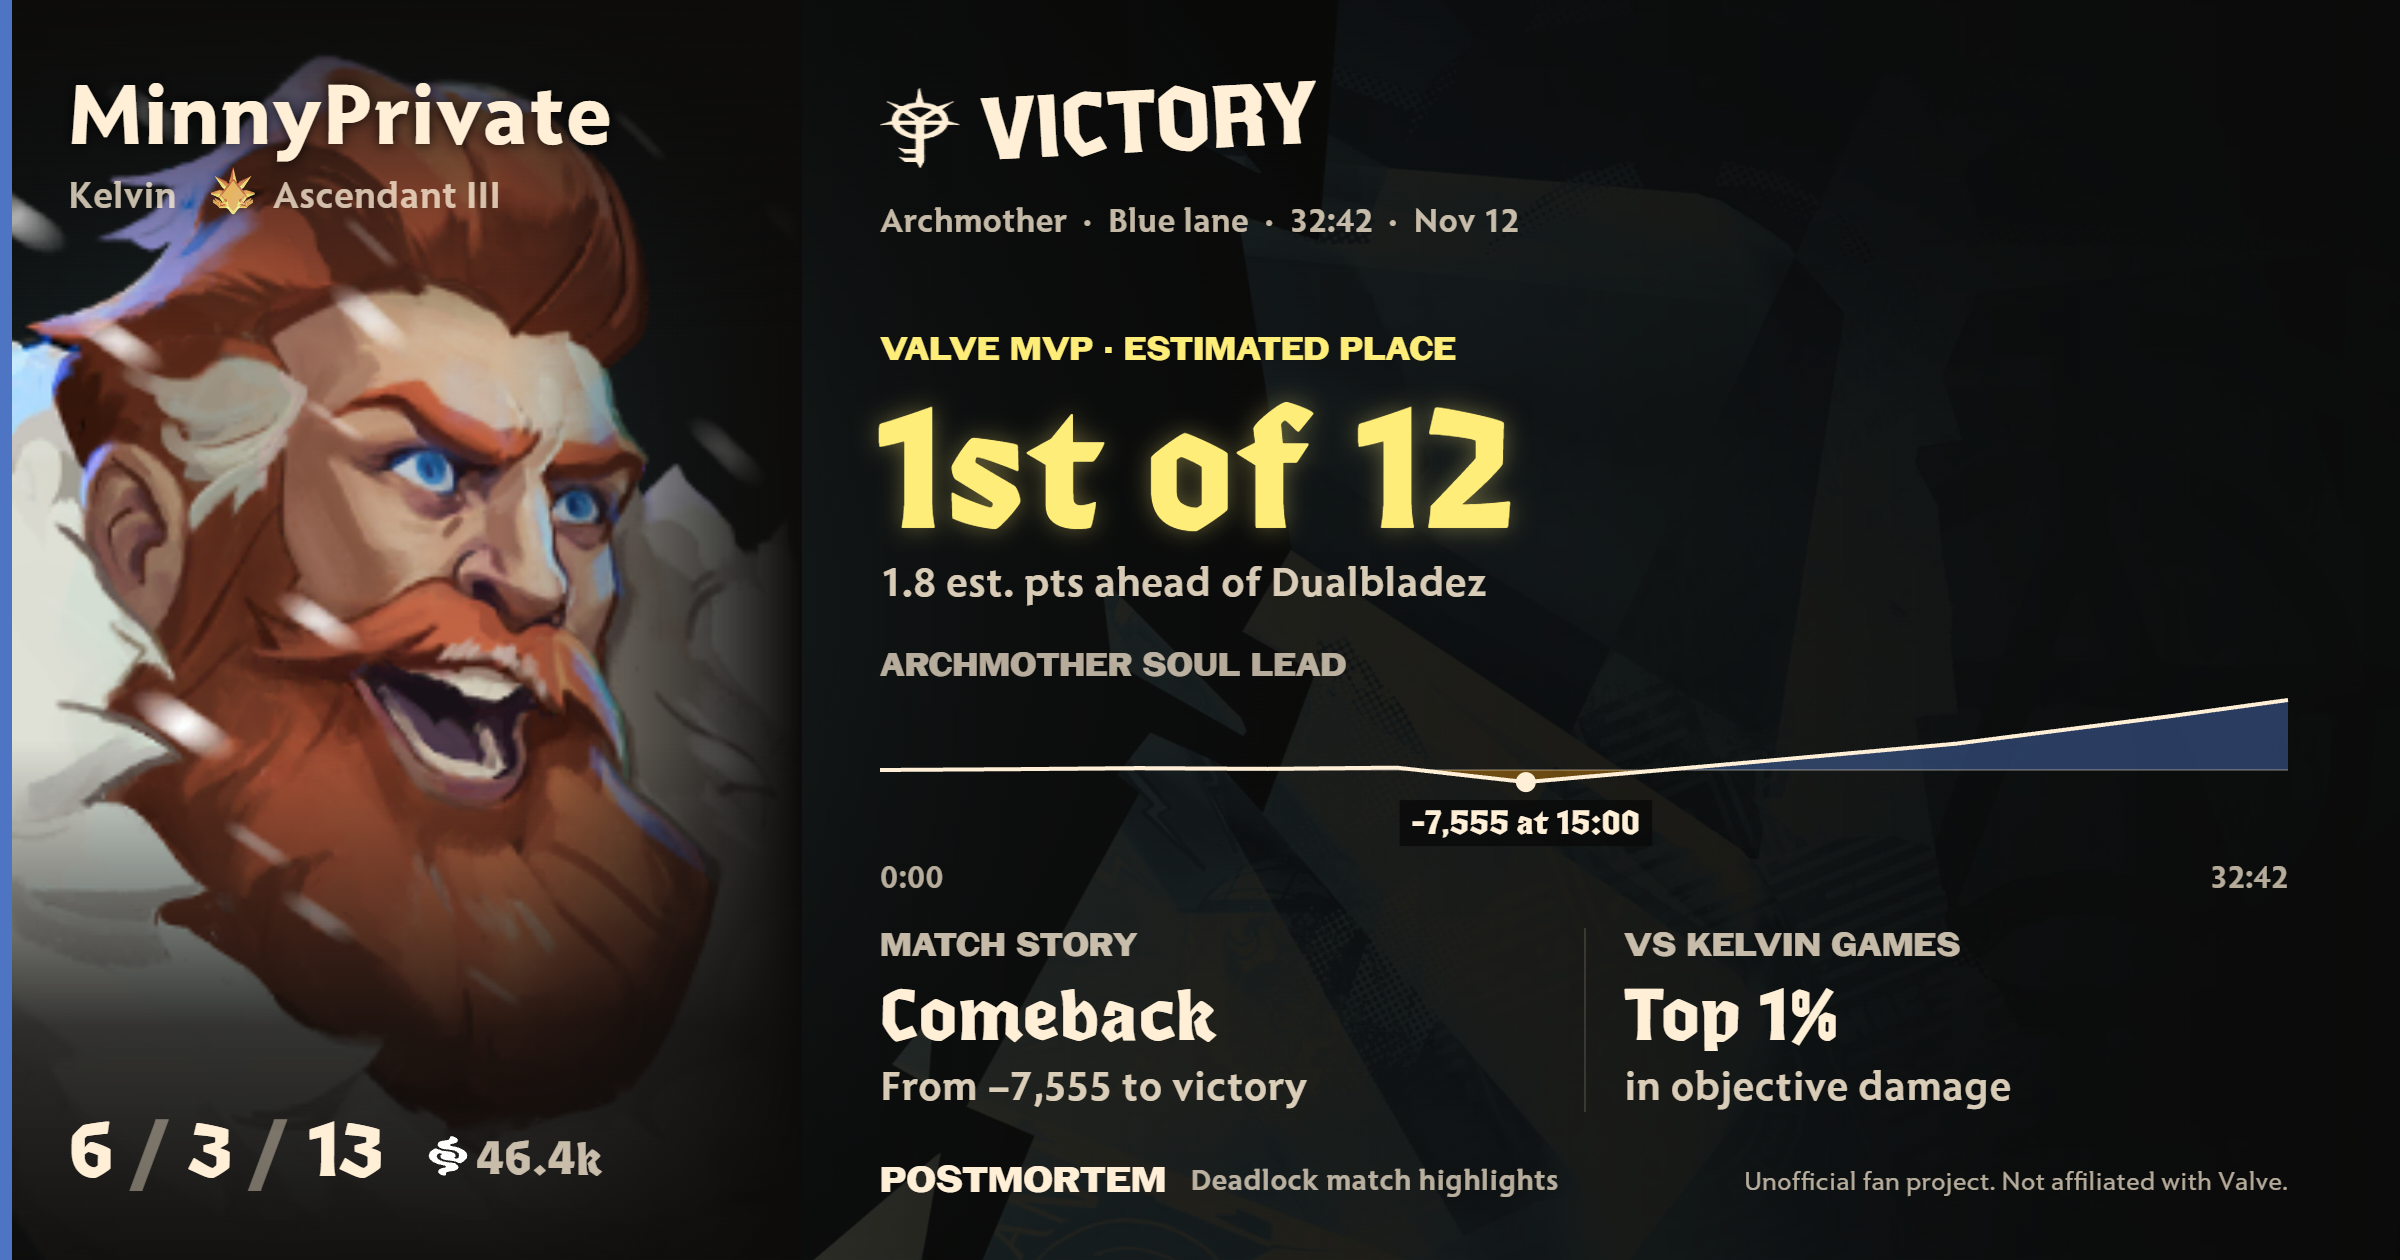 MinnyPrivate
Kelvin Ascendant III
6 / 3 / 13 46.4k
VICTORY
Archmother · Blue lane · 32:42 · Nov 12
VALVE MVP · ESTIMATED PLACE
1st of 12
1.8 est. pts ahead of Dualbladez
ARCHMOTHER SOUL LEAD
-7,555 at 15:00
0:00 32:42
MATCH STORY
Comeback
From –7,555 to victory
VS KELVIN GAMES
Top 1%
in objective damage
POSTMORTEM Deadlock match highlights
Unofficial fan project. Not affiliated with Valve.